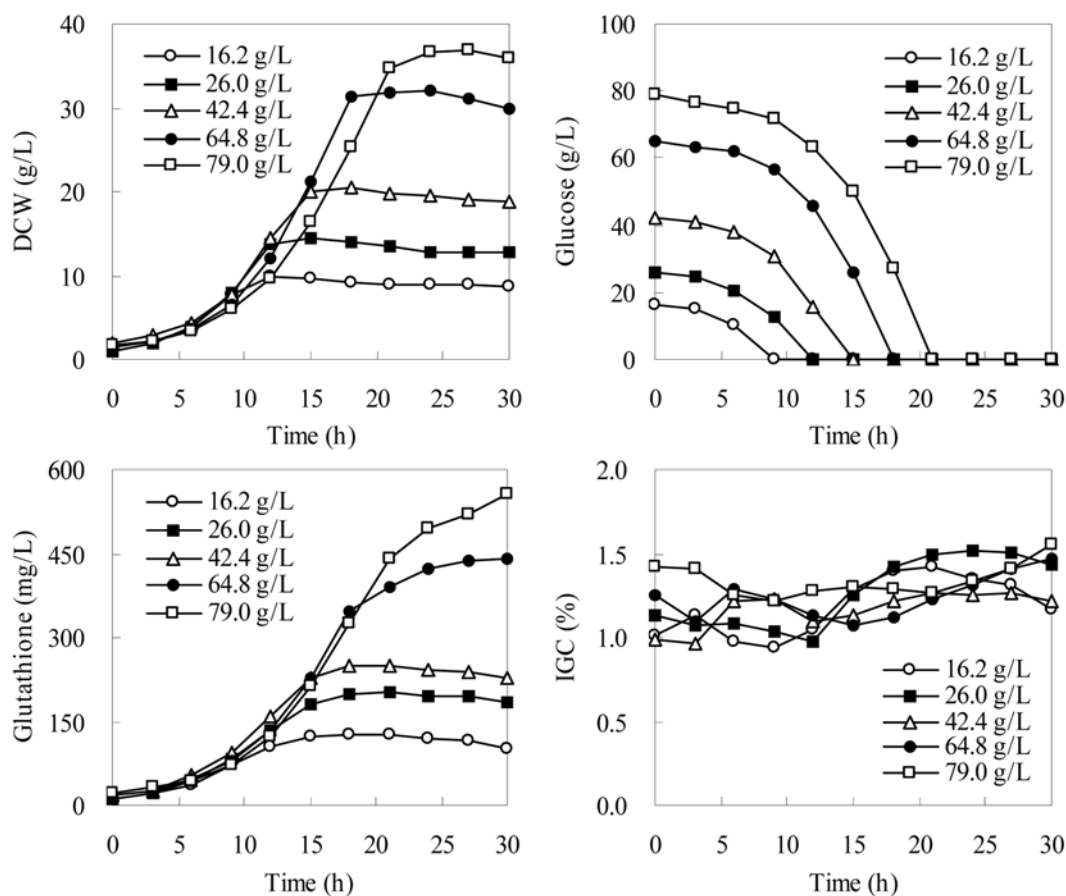 40
30
20
10
0
DCW (g/L)
16.2 g/L
26.0 g/L
42.4 g/L
64.8 g/L
79.0 g/L
0 5 10 15 20 25 30
Time (h)
100
80
60
40
20
0
Glucose (g/L)
16.2 g/L
26.0 g/L
42.4 g/L
64.8 g/L
79.0 g/L
0 5 10 15 20 25 30
Time (h)
600
450
300
150
0
Glutathione (mg/L)
16.2 g/L
26.0 g/L
42.4 g/L
64.8 g/L
79.0 g/L
0 5 10 15 20 25 30
Time (h)
2.0
1.5
1.0
0.5
0.0
IGC (%)
16.2 g/L
26.0 g/L
42.4 g/L
64.8 g/L
79.0 g/L
0 5 10 15 20 25 30
Time (h)